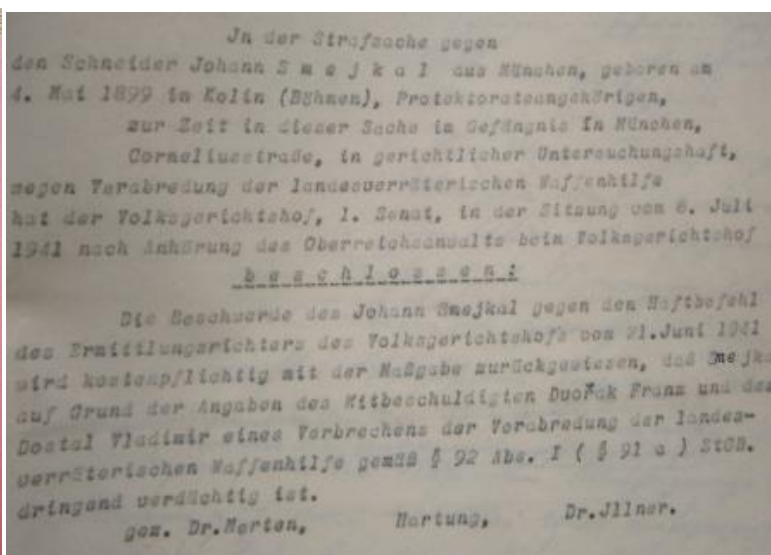 In der Strafsache gegen
den Schneider Johann S m e j k a l aus München, geboren am
4. Mai 1899 in Kolin (Böhmen), Protektoratsangehörigen,
zur Zeit in dieser Sache im Gefängnis in München,
Corneliusstraße, in gerichtlicher Untersuchungshaft,
wegen Verabredung der landesverräterischen Waffenhilfe
hat der Volksgerichtshof, 1. Senat, in der Sitzung vom 8. Juli
1941 nach Anhörung des Oberreichsanwalts beim Volksgerichtshof
b e s c h l o s s e n :
Die Beschwerde des Johann Smejkal gegen den Haftbefehl
des Ermittlungsrichters des Volksgerichtshofs vom 21.Juni 1941
wird kostenpflichtig mit der Maßgabe zurückgewiesen, daß Smejka
auf Grund der Angaben des Mitbeschuldigten Dvořak Franz und des
Dostal Vladimir eines Verbrechens der Verabredung der landes-
verräterischen Waffenhilfe gemäß § 92 Abs. I ( § 91 a ) StGB.
dringend verdächtig ist.
gez. Dr.Merten, Hartung, Dr.Jllner.